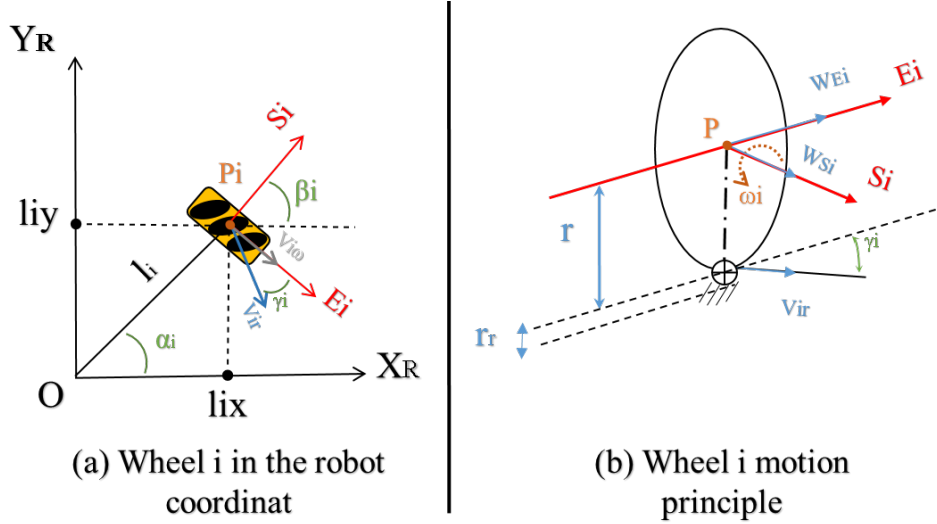 YR
Si
Pi
βi
liy
Viω
li
γi
Vir
Ei
αi
O
XR
lix
(a) Wheel i in the robot
coordinat
WEi
Ei
P
WSi
ωi
Si
r
γi
Vir
rr
(b) Wheel i motion
principle